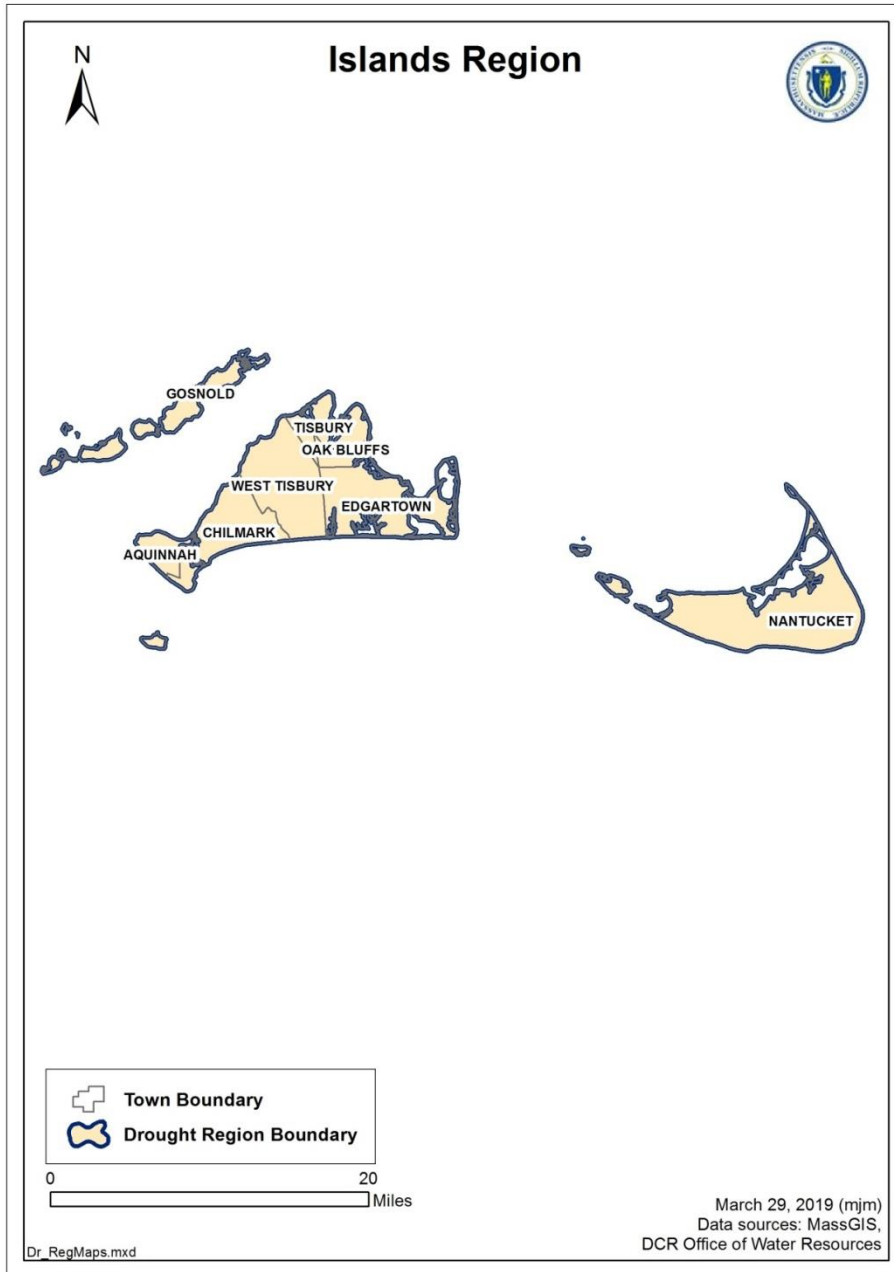 Islands Region
N
GOSNOLD
TISBURY
OAK BLUFFS
WEST TISBURY
EDGARTOWN
CHILMARK
AQUINNAH
NANTUCKET
Town Boundary
Drought Region Boundary
0 20
Miles
March 29, 2019 (mjm)
Data sources: MassGIS,
DCR Office of Water Resources
Dr_RegMaps.mxd